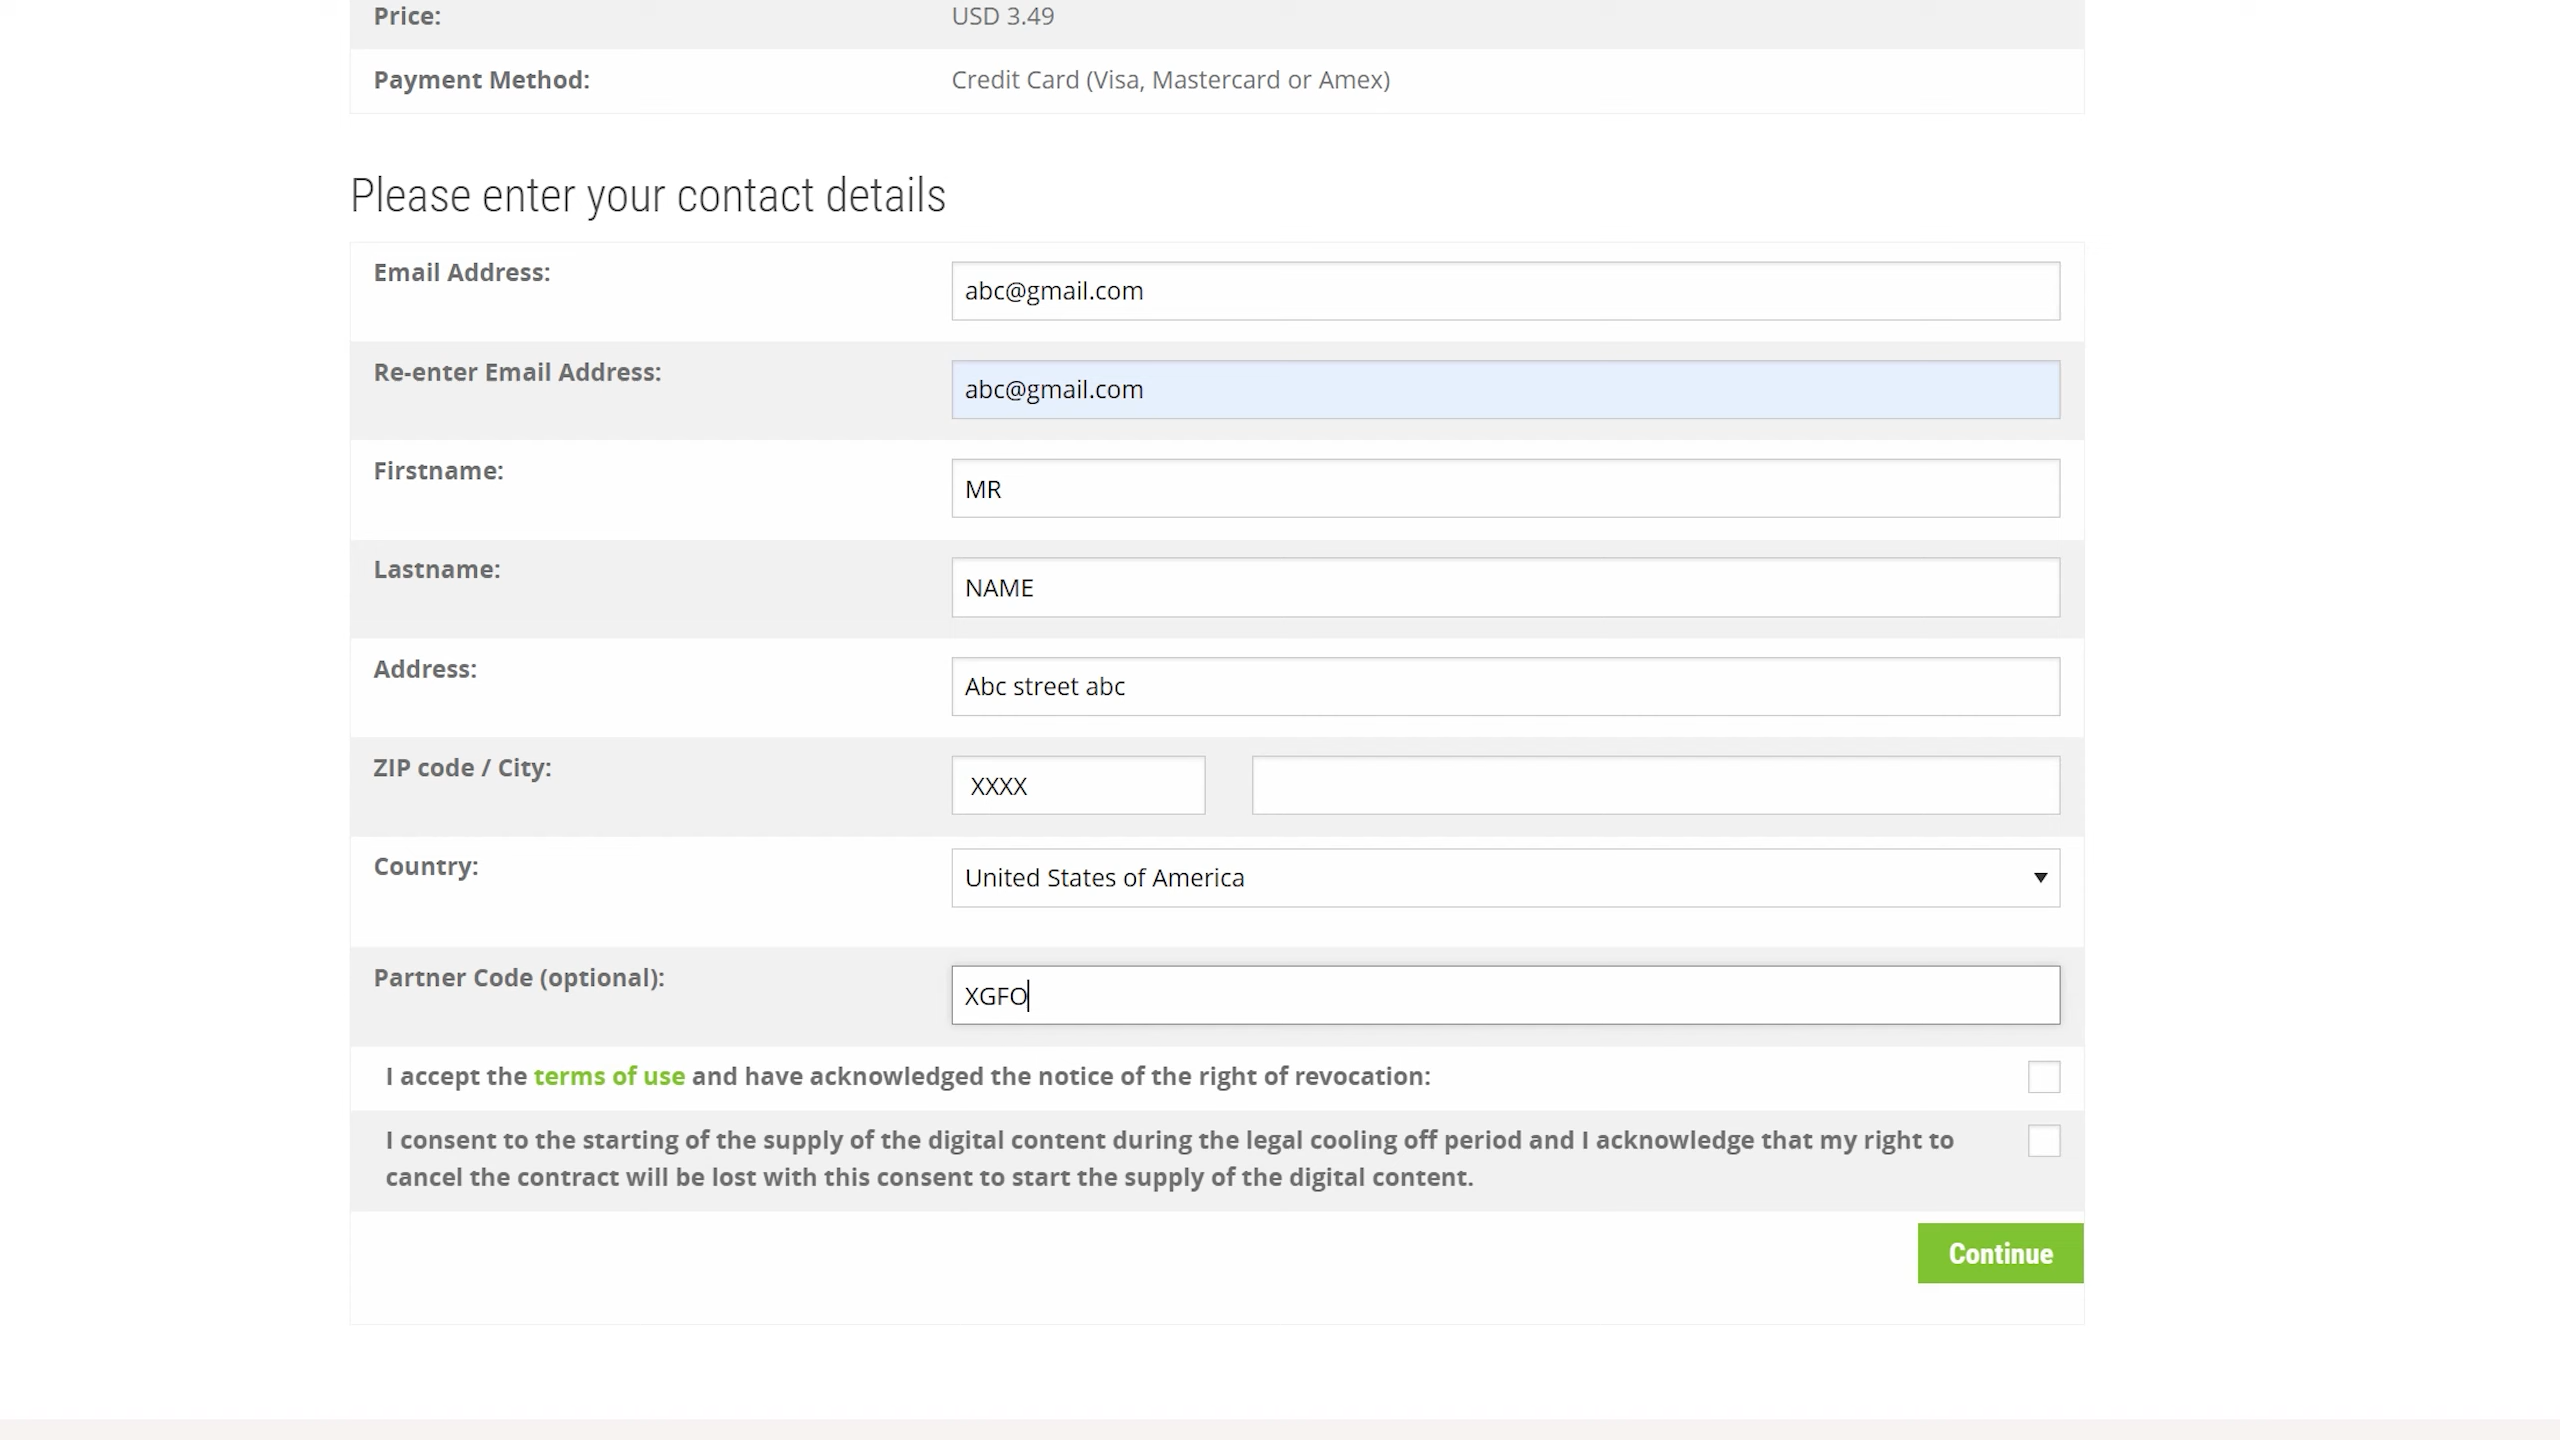 Price: USD 3.49
Payment Method: Credit Card (Visa, Mastercard or Amex)
Please enter your contact details
Email Address: abc@gmail.com
Re-enter Email Address: abc@gmail.com
Firstname: MR
Lastname: NAME
Address: Abc street abc
ZIP code / City: XXXX
Country: United States of America
Partner Code (optional): XGFO
I accept the terms of use and have acknowledged the notice of the right of revocation:
I consent to the starting of the supply of the digital content during the legal cooling off period and I acknowledge that my right to
cancel the contract will be lost with this consent to start the supply of the digital content.
Continue